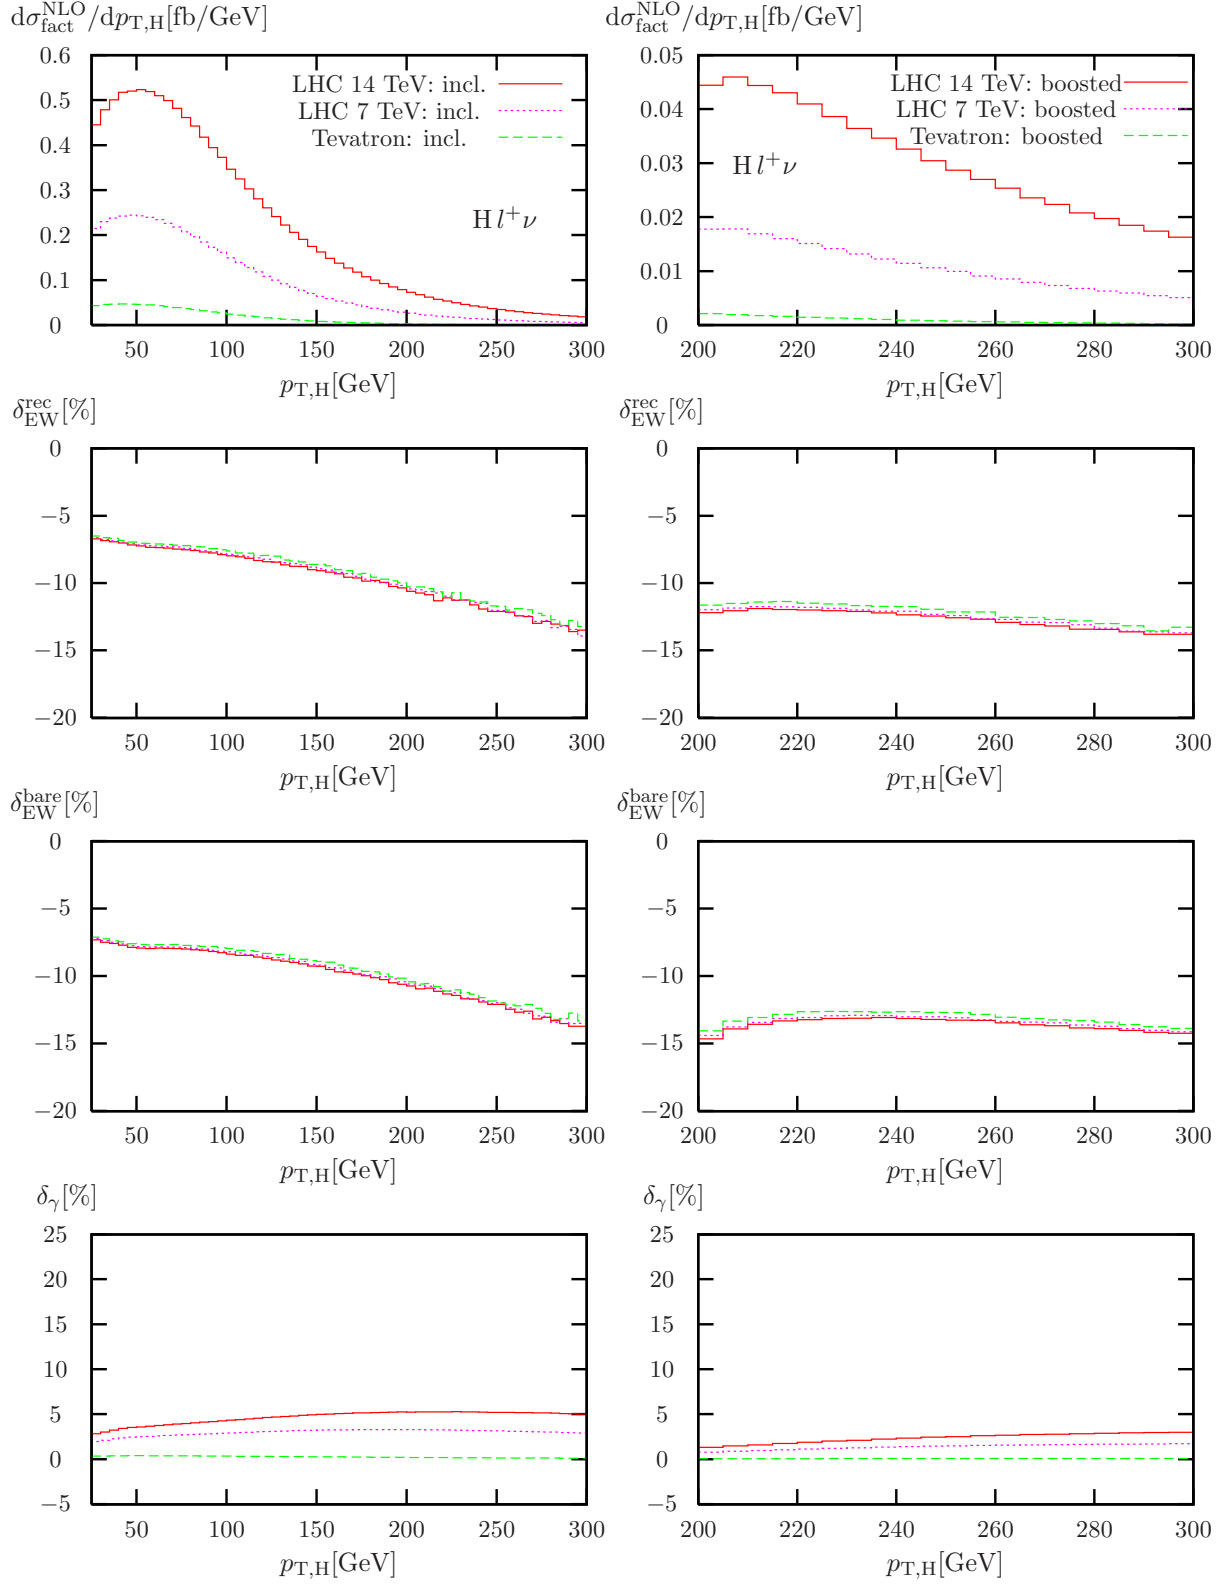 dσ^NLO_fact/dp_T,H[fb/GeV]
0.6
0.5
0.4
0.3
0.2
0.1
0
LHC 14 TeV: incl.
LHC 7 TeV: incl.
Tevatron: incl.
H l⁺ν
50 100 150 200 250 300
p_T,H[GeV]
dσ^NLO_fact/dp_T,H[fb/GeV]
0.05
0.04
0.03
0.02
0.01
0
LHC 14 TeV: boosted
LHC 7 TeV: boosted
Tevatron: boosted
H l⁺ν
200 220 240 260 280 300
p_T,H[GeV]
δ^rec_EW[%]
0
−5
−10
−15
−20
50 100 150 200 250 300
p_T,H[GeV]
δ^rec_EW[%]
0
−5
−10
−15
−20
200 220 240 260 280 300
p_T,H[GeV]
δ^bare_EW[%]
0
−5
−10
−15
−20
50 100 150 200 250 300
p_T,H[GeV]
δ^bare_EW[%]
0
−5
−10
−15
−20
200 220 240 260 280 300
p_T,H[GeV]
δ_γ[%]
25
20
15
10
5
0
−5
50 100 150 200 250 300
p_T,H[GeV]
δ_γ[%]
25
20
15
10
5
0
−5
200 220 240 260 280 300
p_T,H[GeV]